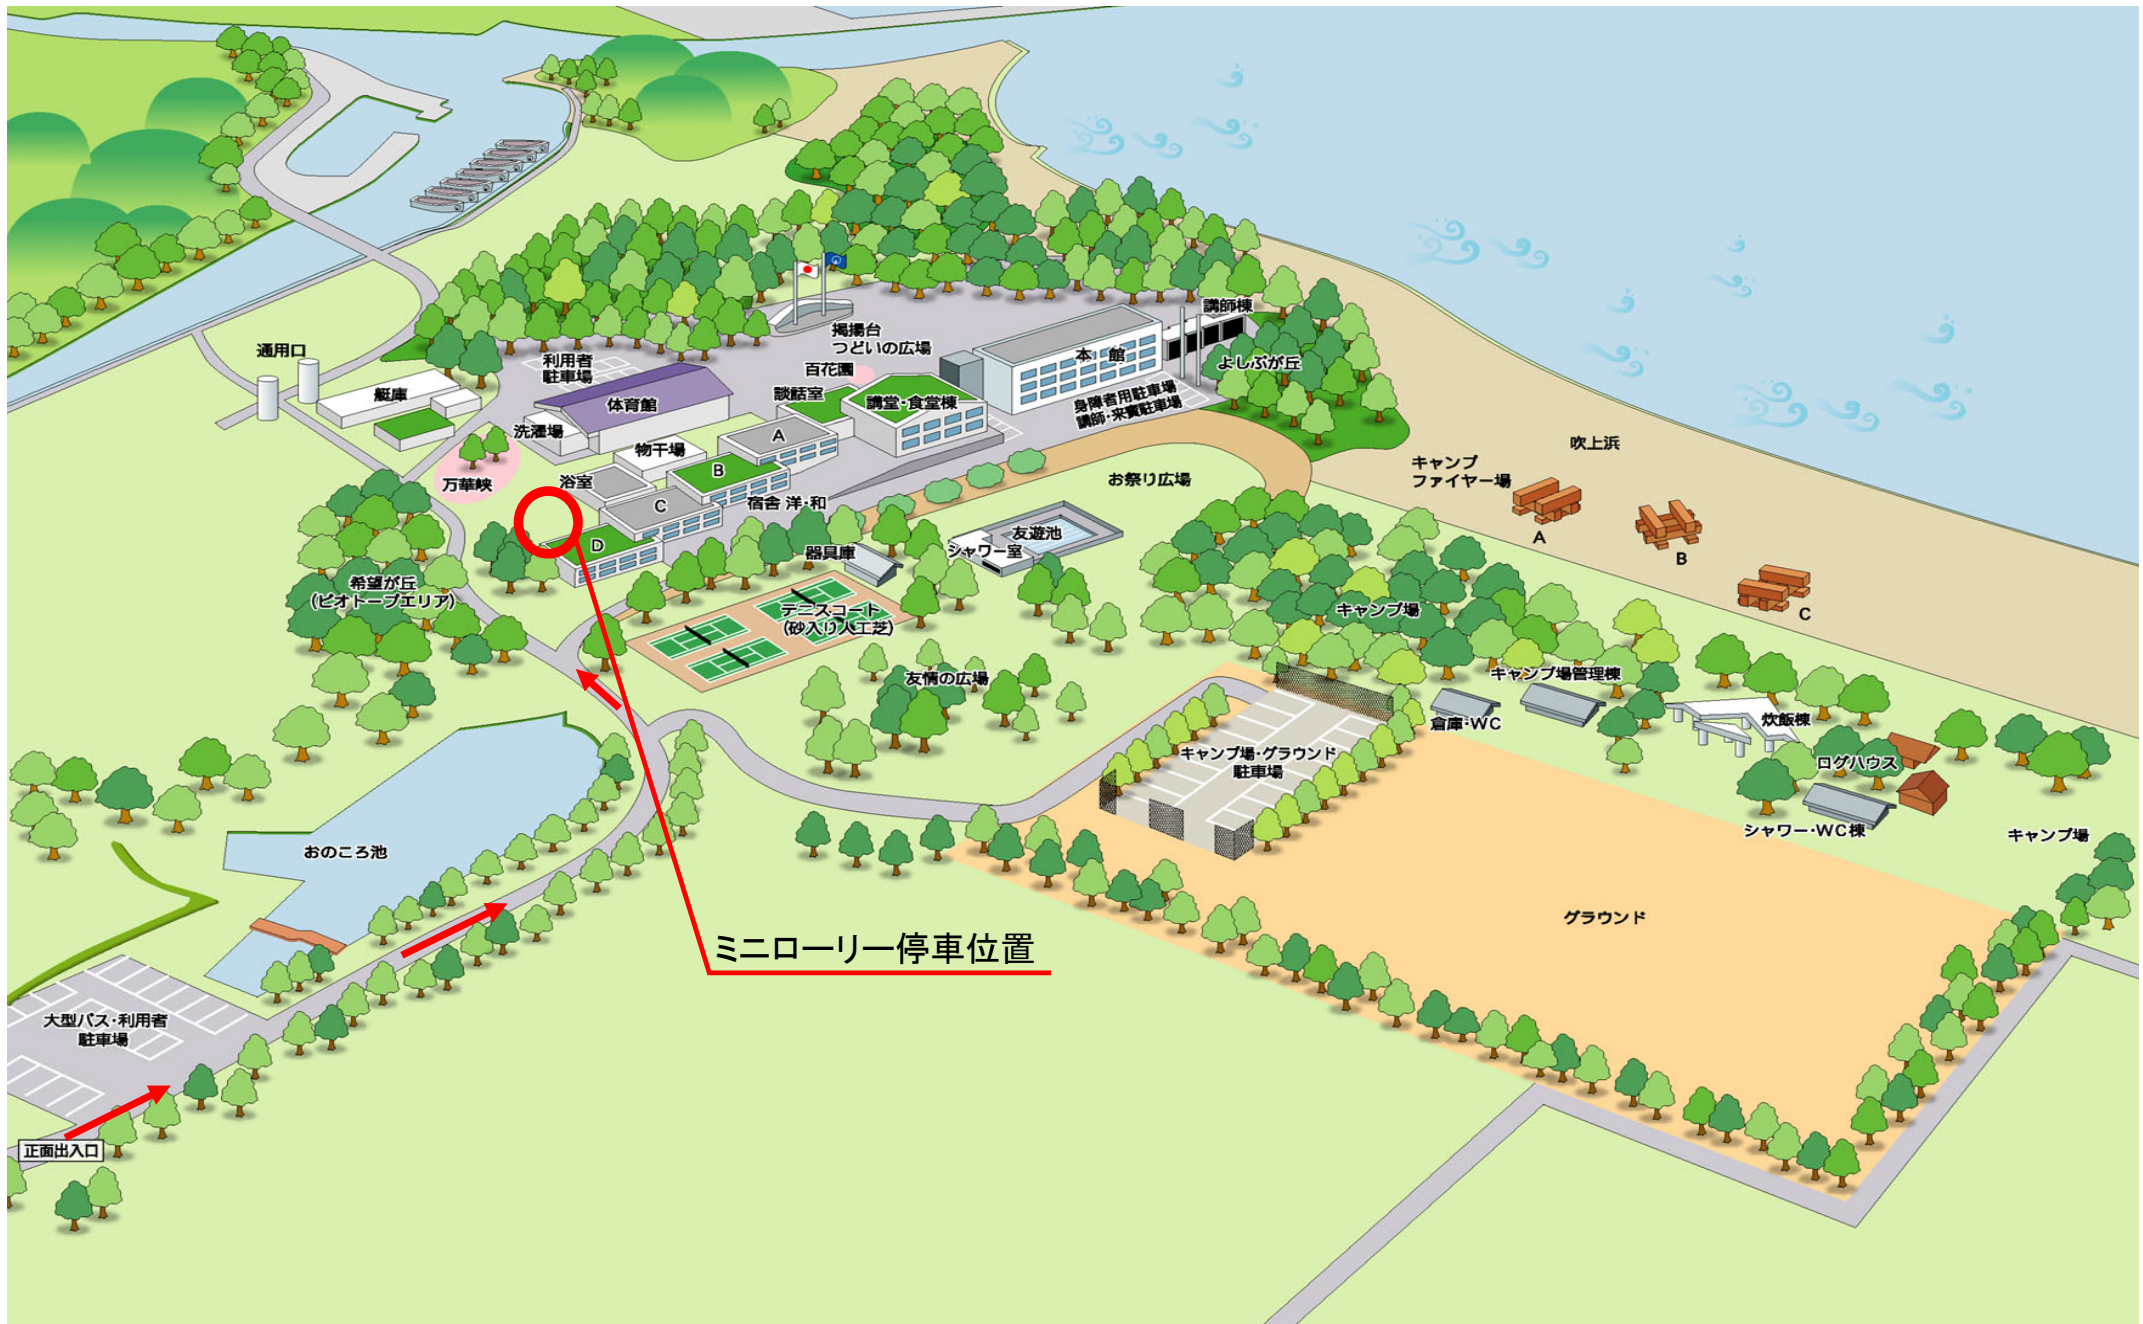 講師棟
掲揚台
つどいの広場
通用口
利用者
駐車場
本 館
よしぶが丘
百花園
談話室
艇庫
体育館
講堂・食堂棟
身障者用駐車場
講師・来賓駐車場
洗濯場
A
物干場
B
吹上浜
キャンプ
ファイヤー場
万華峡
浴室
お祭り広場
C
宿舎 洋・和
友遊池
シャワー室
A
D
器具庫
B
希望が丘
(ビオトープエリア)
テニスコート
(砂入り人工芝)
キャンプ場
C
友情の広場
キャンプ場管理棟
倉庫・WC
炊飯棟
キャンプ場・グラウンド
駐車場
ログハウス
シャワー・WC棟
キャンプ場
おのころ池
グラウンド
ミニローリー停車位置
大型バス・利用者
駐車場
正面出入口